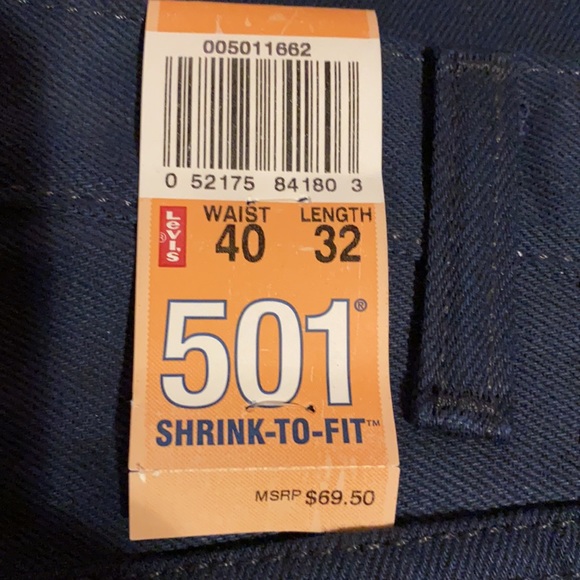 005011662
0 52175 84180 3
Levi's ®
WAIST LENGTH
40 32
501®
SHRINK-TO-FIT™
MSRP $69.50